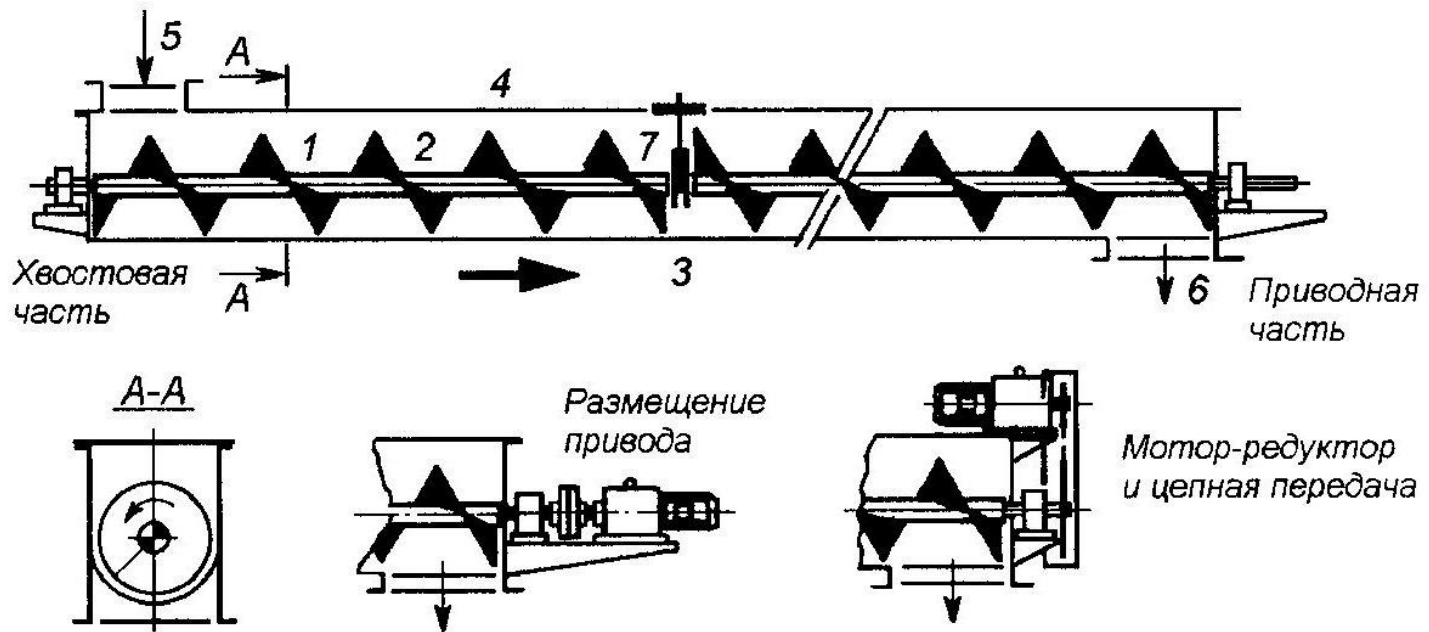 5
A
4
1
2
7
Хвостовая
часть
A
3
6
Приводная
часть
A-A
Размещение
привода
Мотор-редуктор
и цепная передача